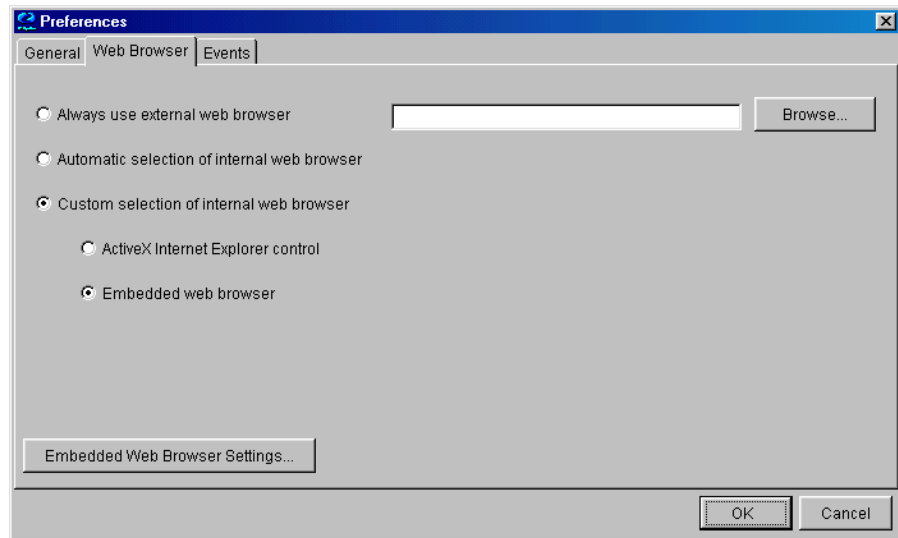 Preferences
General Web Browser Events
Always use external web browser Browse...
Automatic selection of internal web browser
Custom selection of internal web browser
ActiveX Internet Explorer control
Embedded web browser
Embedded Web Browser Settings...
OK Cancel